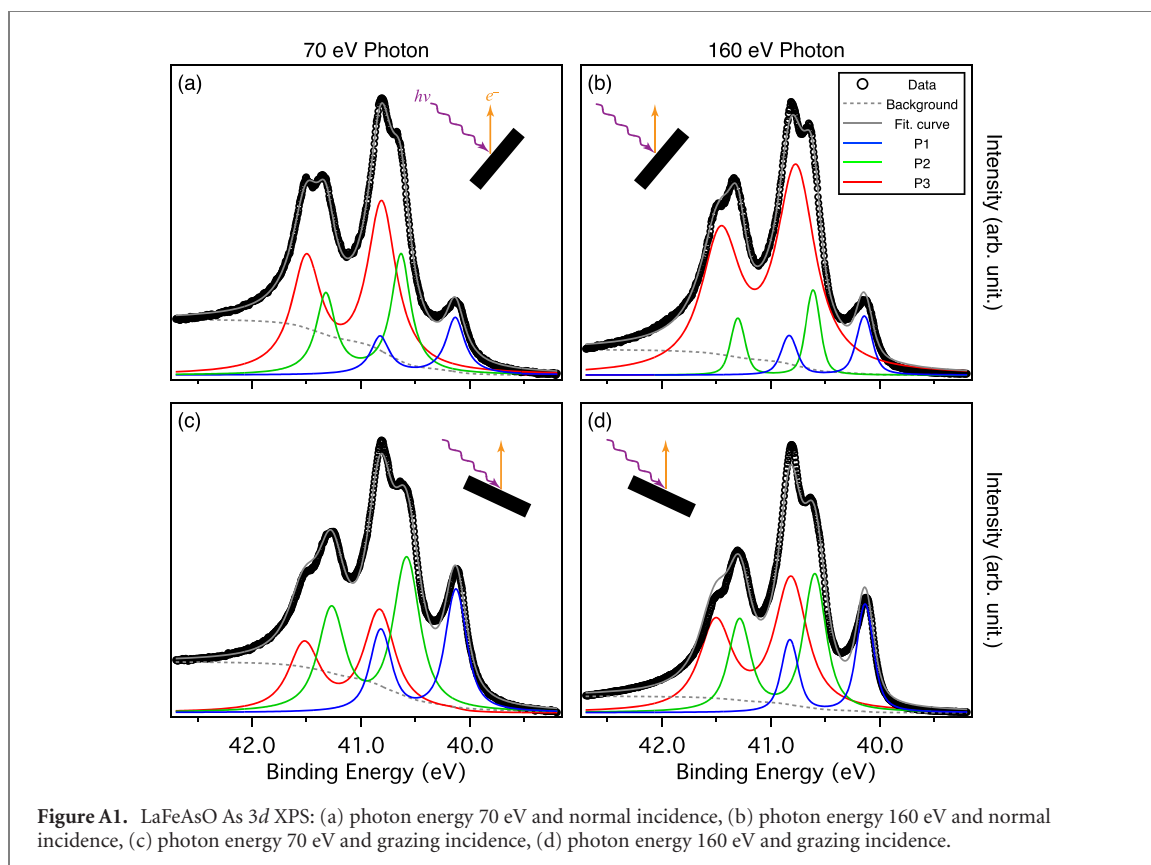 70 eV Photon
160 eV Photon
(a)
hν
e–
(b)
Data
Background
Fit. curve
P1
P2
P3
Intensity (arb. unit.)
(c)
(d)
Intensity (arb. unit.)
42.0 41.0 40.0
42.0 41.0 40.0
Binding Energy (eV)
Binding Energy (eV)
Figure A1. LaFeAsO As 3d XPS: (a) photon energy 70 eV and normal incidence, (b) photon energy 160 eV and normal
incidence, (c) photon energy 70 eV and grazing incidence, (d) photon energy 160 eV and grazing incidence.